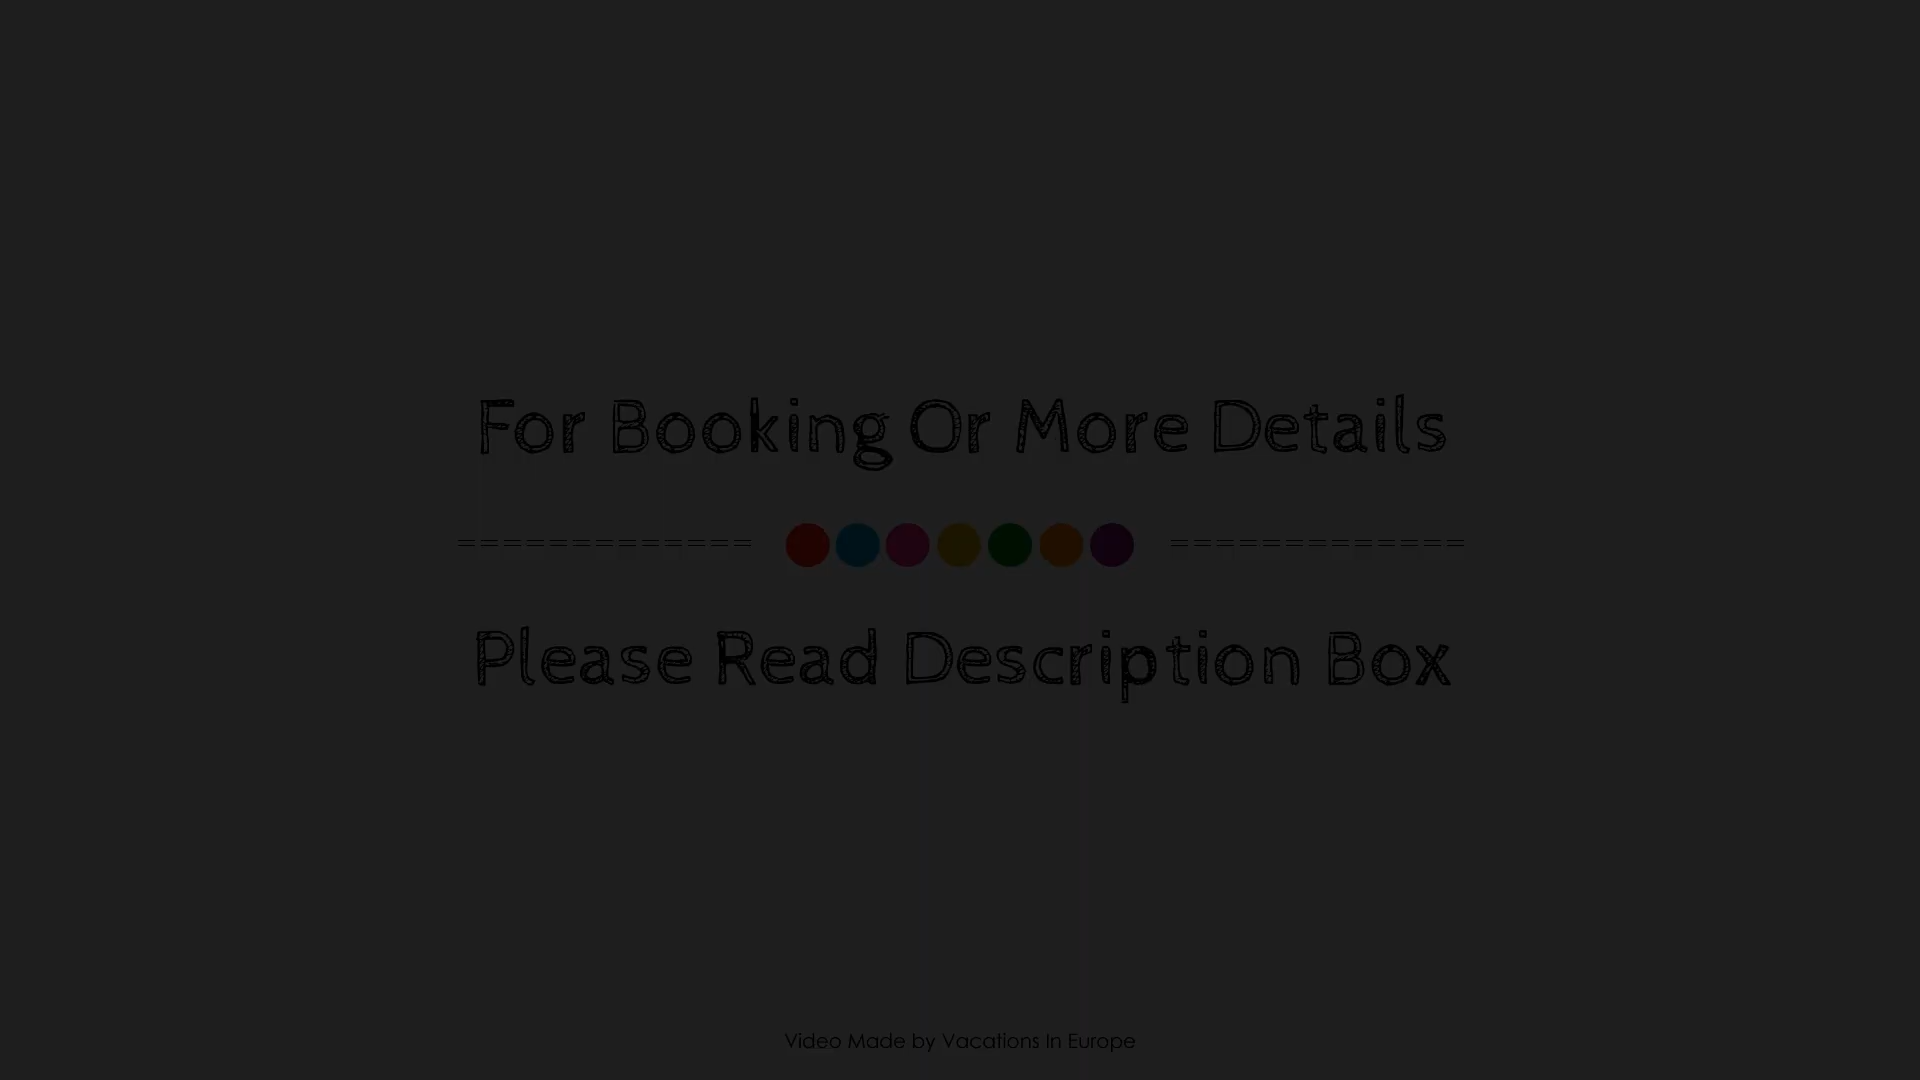 For Booking Or More Details
============= =============
Please Read Description Box
Video Made by Vacations In Europe